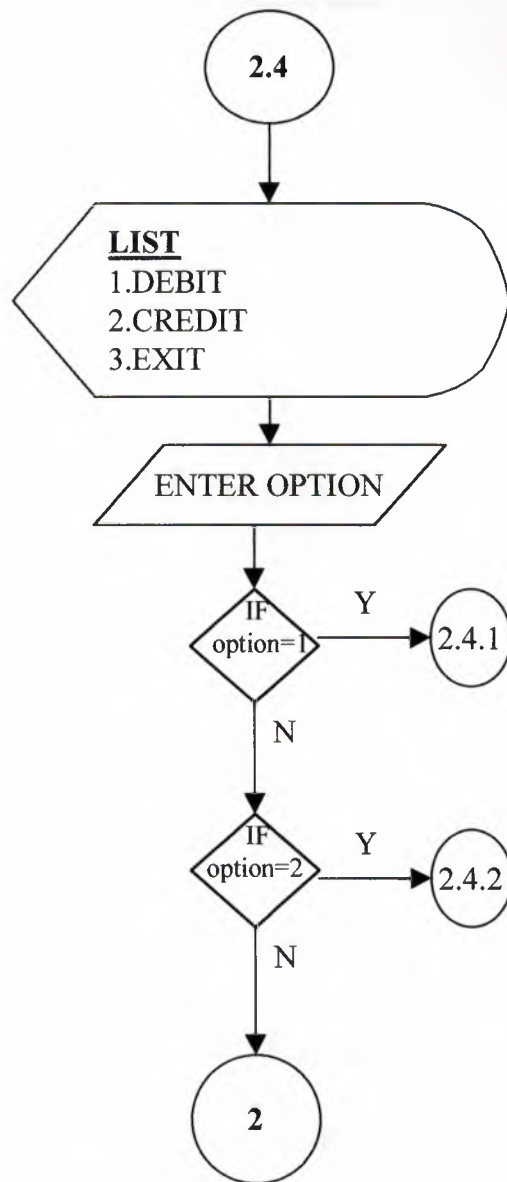 2.4
LIST
1.DEBIT
2.CREDIT
3.EXIT
ENTER OPTION
IF
option=1
Y
2.4.1
N
IF
option=2
Y
2.4.2
N
2